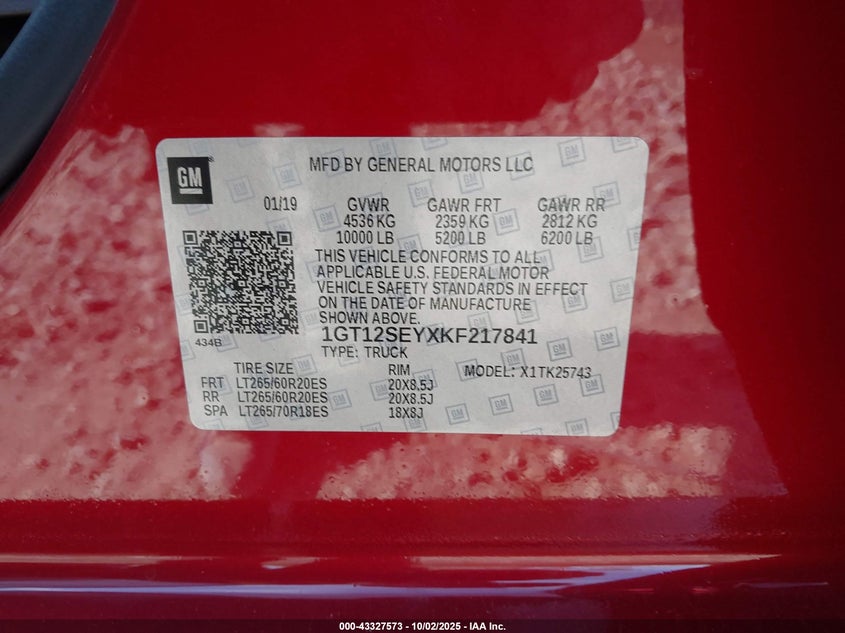 GM
MFD BY GENERAL MOTORS LLC
01/19 GVWR GAWR FRT GAWR RR
4536 KG 2359 KG 2812 KG
10000 LB 5200 LB 6200 LB
THIS VEHICLE CONFORMS TO ALL
APPLICABLE U.S. FEDERAL MOTOR
VEHICLE SAFETY STANDARDS IN EFFECT
ON THE DATE OF MANUFACTURE
SHOWN ABOVE.
434B
1GT12SEYXKF217841
TYPE: TRUCK
TIRE SIZE RIM MODEL: X1TK25743
FRT LT265/60R20ES 20X8.5J
RR LT265/60R20ES 20X8.5J
SPA LT265/70R18ES 18X8J
000-43327573 - 10/02/2025 - IAA Inc.